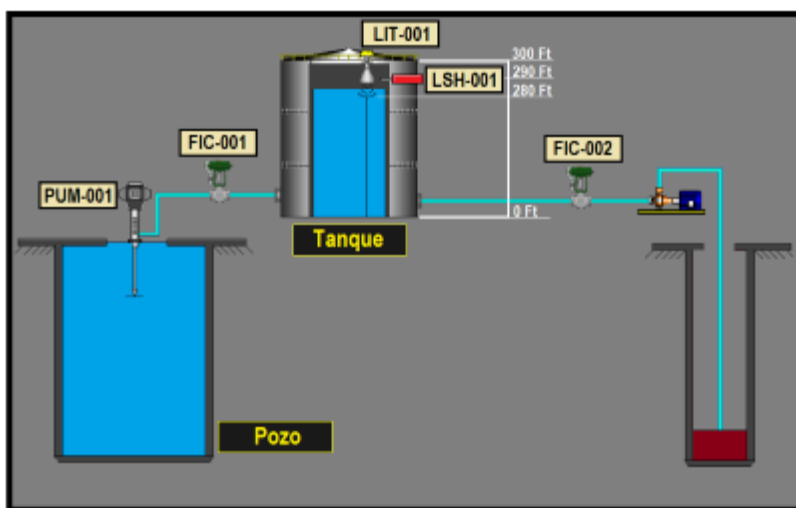 LIT-001
300 Ft
290 Ft
LSH-001
280 Ft
FIC-001
FIC-002
PUM-001
0 Ft
Tanque
Pozo